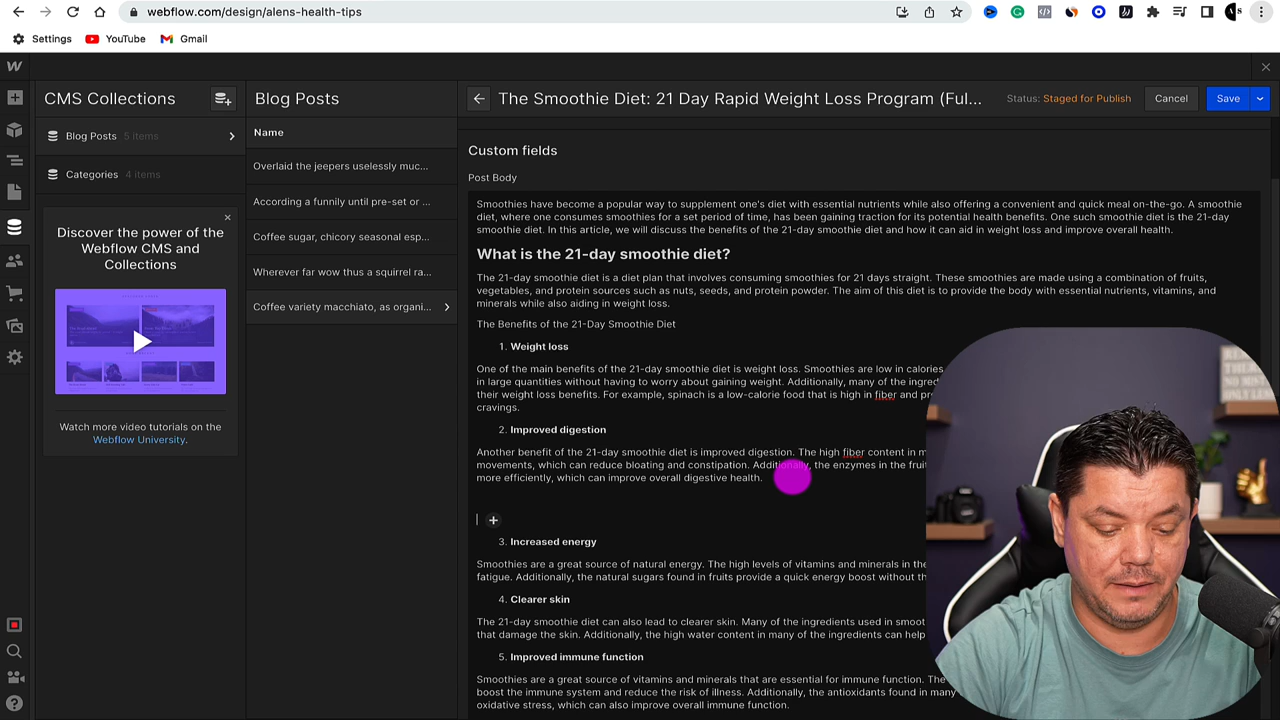 webflow.com/design/alens-health-tips
Settings YouTube Gmail
CMS Collections
Blog Posts
The Smoothie Diet: 21 Day Rapid Weight Loss Program (Ful...
Status: Staged for Publish
Cancel
Save
Blog Posts 5 items
Categories 4 items
Discover the power of the
Webflow CMS and
Collections
Watch more video tutorials on the
Webflow University.
Name
Overlaid the jeepers uselessly muc...
According a funnily until pre-set or ...
Coffee sugar, chicory seasonal esp...
Wherever far wow thus a squirrel ra...
Coffee variety macchiato, as organi...
Custom fields
Post Body
Smoothies have become a popular way to supplement one's diet with essential nutrients while also offering a convenient and quick meal on-the-go. A smoothie
diet, where one consumes smoothies for a set period of time, has been gaining traction for its potential health benefits. One such smoothie diet is the 21-day
smoothie diet. In this article, we will discuss the benefits of the 21-day smoothie diet and how it can aid in weight loss and improve overall health.
What is the 21-day smoothie diet?
The 21-day smoothie diet is a diet plan that involves consuming smoothies for 21 days straight. These smoothies are made using a combination of fruits,
vegetables, and protein sources such as nuts, seeds, and protein powder. The aim of this diet is to provide the body with essential nutrients, vitamins, and
minerals while also aiding in weight loss.
The Benefits of the 21-Day Smoothie Diet
1. Weight loss
One of the main benefits of the 21-day smoothie diet is weight loss. Smoothies are low in calories
in large quantities without having to worry about gaining weight. Additionally, many of the ingred
their weight loss benefits. For example, spinach is a low-calorie food that is high in fiber and pr
cravings.
2. Improved digestion
Another benefit of the 21-day smoothie diet is improved digestion. The high fiber content in m
movements, which can reduce bloating and constipation. Additionally, the enzymes in the fruit
more efficiently, which can improve overall digestive health.
3. Increased energy
Smoothies are a great source of natural energy. The high levels of vitamins and minerals in the
fatigue. Additionally, the natural sugars found in fruits provide a quick energy boost without th
4. Clearer skin
The 21-day smoothie diet can also lead to clearer skin. Many of the ingredients used in smoot
that damage the skin. Additionally, the high water content in many of the ingredients can help
5. Improved immune function
Smoothies are a great source of vitamins and minerals that are essential for immune function. The
boost the immune system and reduce the risk of illness. Additionally, the antioxidants found in many
oxidative stress, which can also improve overall immune function.